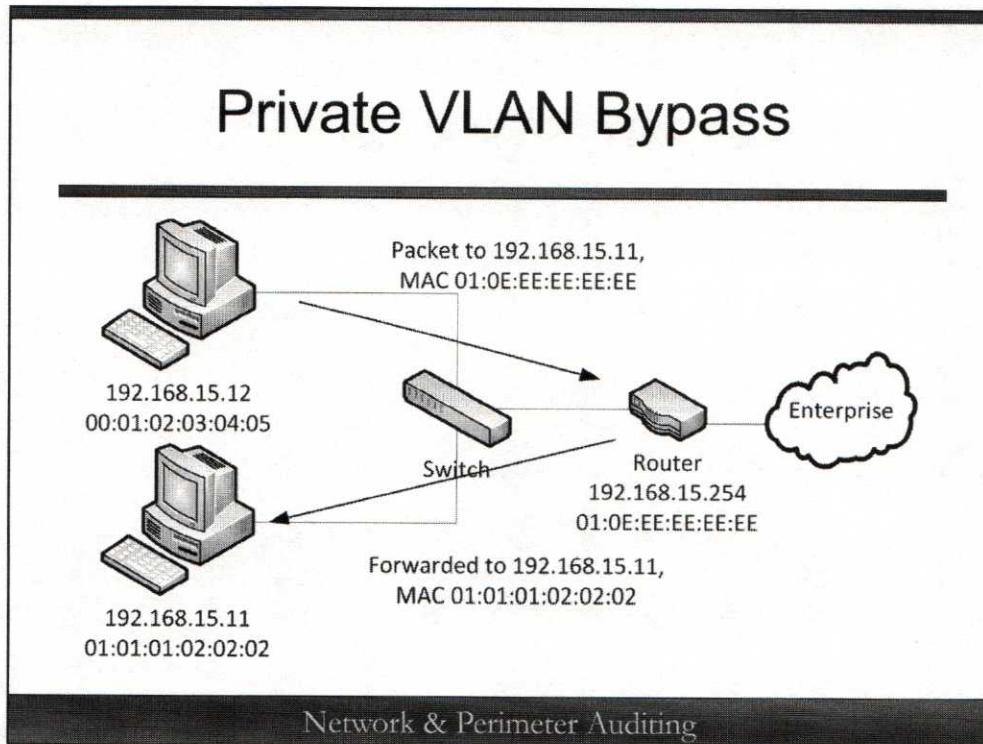 Private VLAN Bypass
Packet to 192.168.15.11,
MAC 01:0E:EE:EE:EE:EE
192.168.15.12
00:01:02:03:04:05
Switch
Router
192.168.15.254
01:0E:EE:EE:EE:EE
Enterprise
Forwarded to 192.168.15.11,
MAC 01:01:01:02:02:02
192.168.15.11
01:01:01:02:02:02
Network & Perimeter Auditing